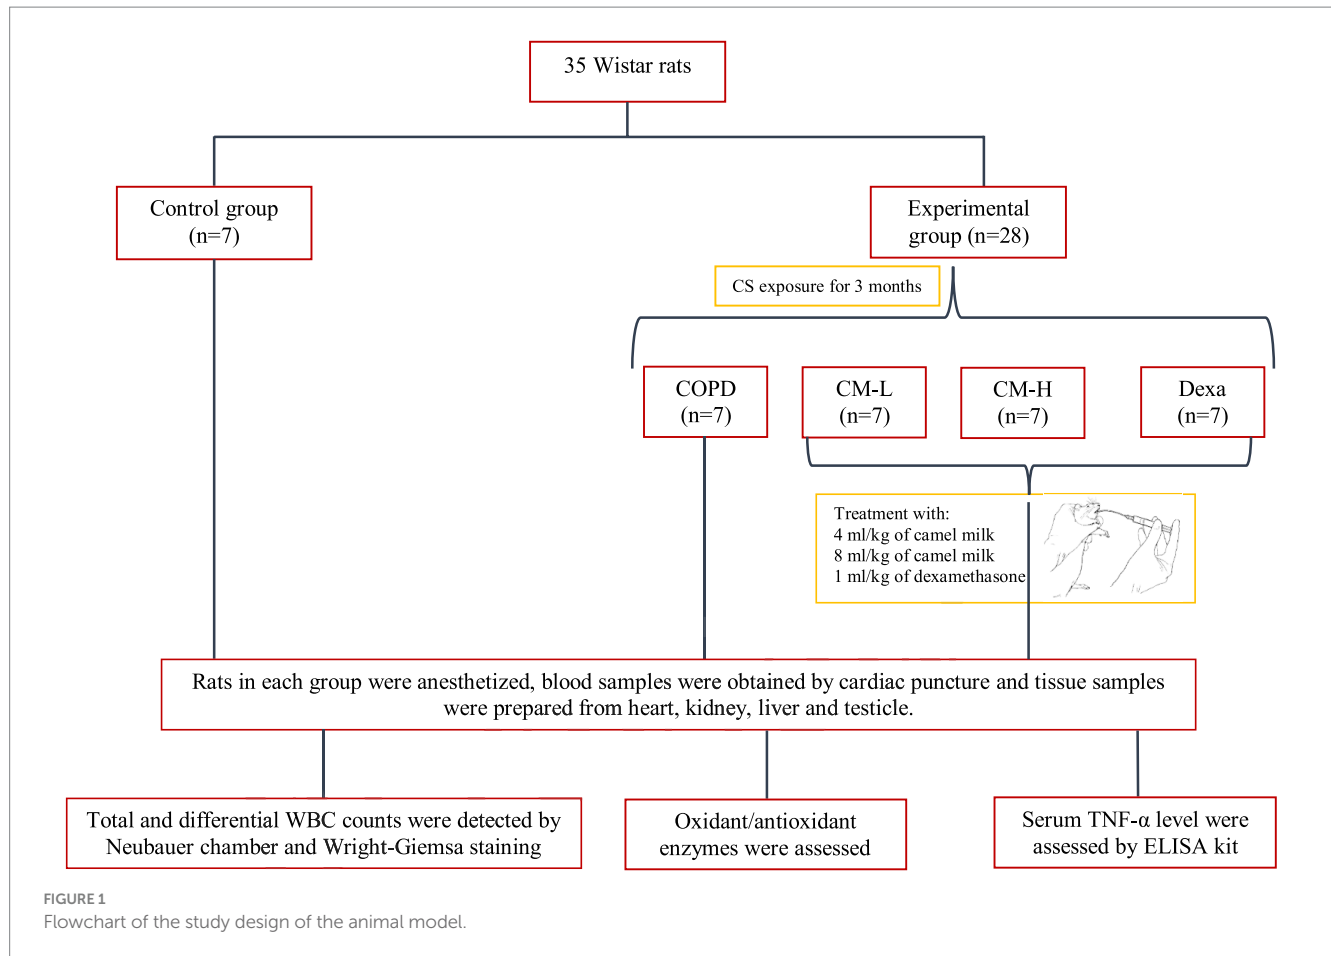 35 Wistar rats
Control group
(n=7)
Experimental
group (n=28)
CS exposure for 3 months
COPD
(n=7)
CM-L
(n=7)
CM-H
(n=7)
Dexa
(n=7)
Treatment with:
4 ml/kg of camel milk
8 ml/kg of camel milk
1 ml/kg of dexamethasone
Rats in each group were anesthetized, blood samples were obtained by cardiac puncture and tissue samples
were prepared from heart, kidney, liver and testicle.
Total and differential WBC counts were detected by
Neubauer chamber and Wright-Giemsa staining
Oxidant/antioxidant
enzymes were assessed
Serum TNF-α level were
assessed by ELISA kit
FIGURE 1
Flowchart of the study design of the animal model.